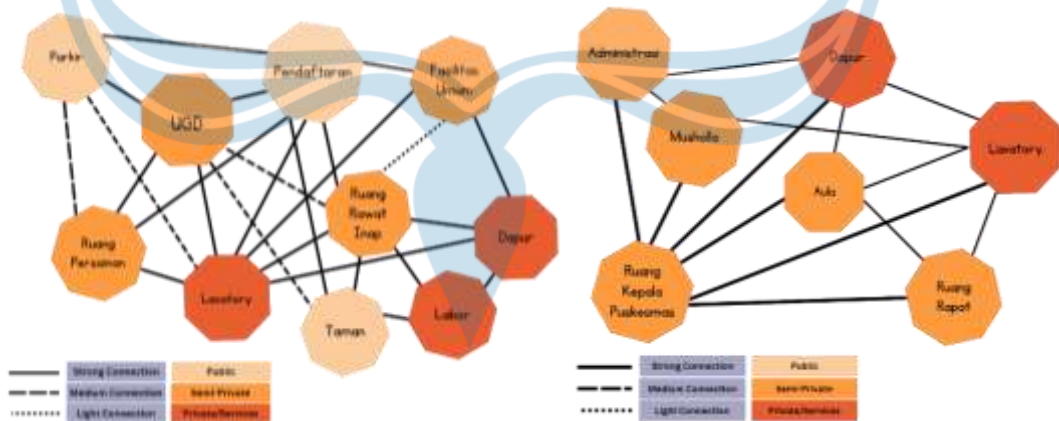 Parkir
Pendaftaran
Fasilitas
Umum
UGD
Ruang
Rawat
Inap
Dapur
Ruang
Lavatory
Taman
Strong Connection
Public
Medium Connection
Semi-Private
Light Connection
Private/Services
Administrasi
Dapur
Musholla
Lavatory
Aula
Ruang
Kepala
Puskesmas
Ruang
Rapat
Strong Connection
Public
Medium Connection
Semi-Private
Light Connection
Private/Services